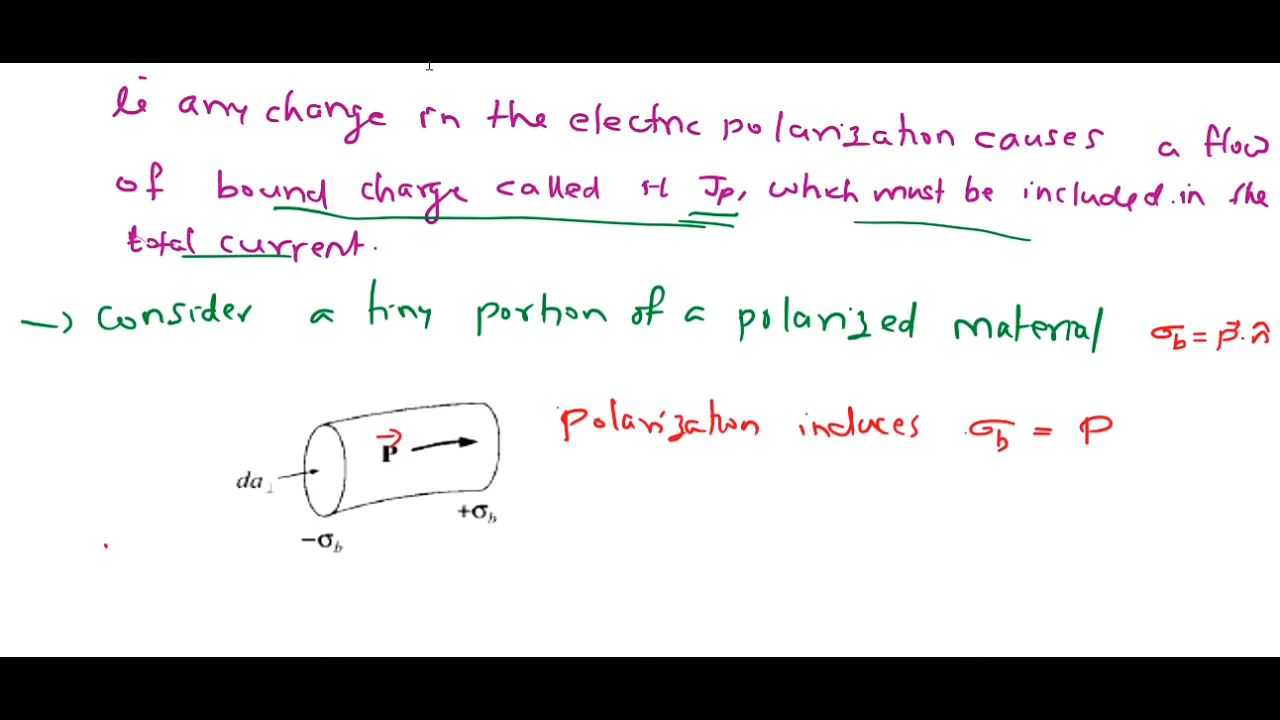 ie any change in the electric polarization causes a flow
of bound charge called it Jp, which must be included in the
total current.
→ consider a tiny portion of a polarized material σb = P⃗·n̂
Polarization induces σb = P
P⃗
P
da⊥
+σb
−σb